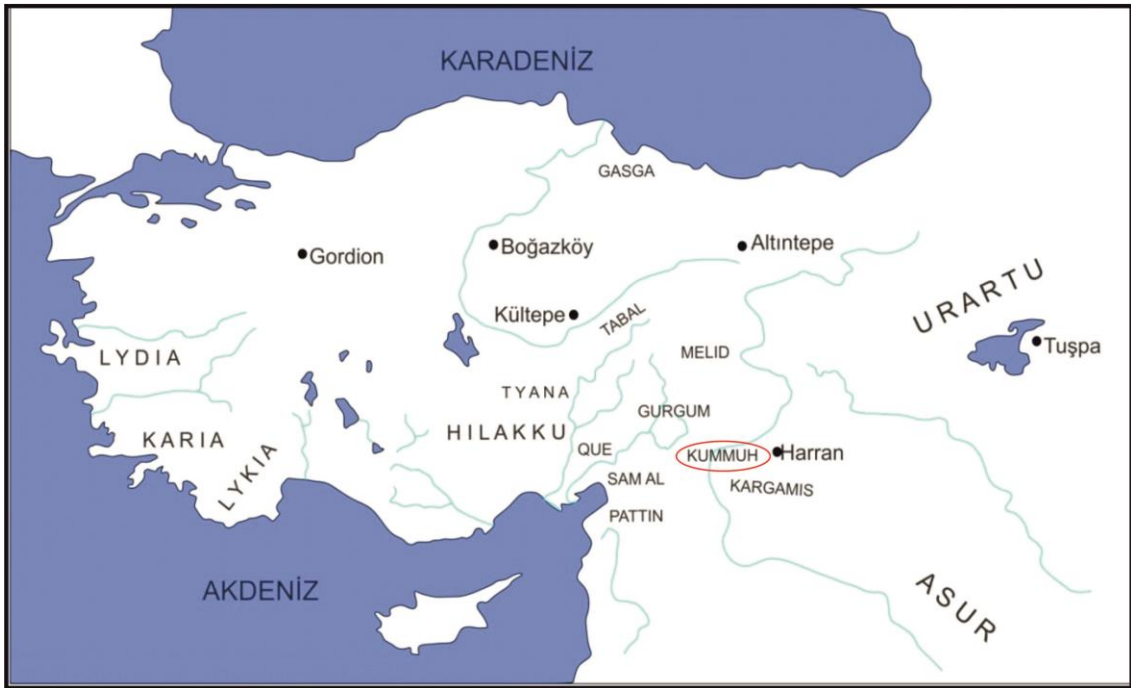 KARADENİZ
GASGA
Gordion
Boğazköy
Altıntepe
URARTU
Kültepe
TABAL
Tuşpa
LYDIA
MELID
TYANA
GURGUM
KARIA
HILAKKU
LYKIA
QUE
KUMMUH
Harran
SAM AL
KARGAMIS
PATTIN
AKDENİZ
ASUR